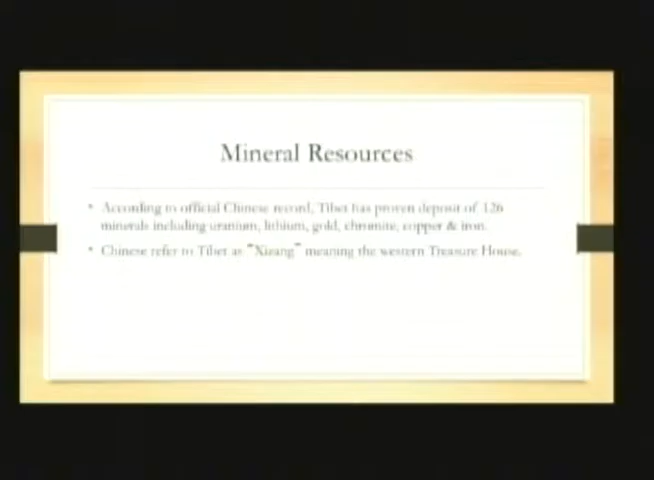 Mineral Resources
• According to official Chinese record, Tibet has proven deposit of 126
minerals including uranium, lithium, gold, chromite, copper & iron.
• Chinese refer to Tibet as "Xizang" meaning the western Treasure House.